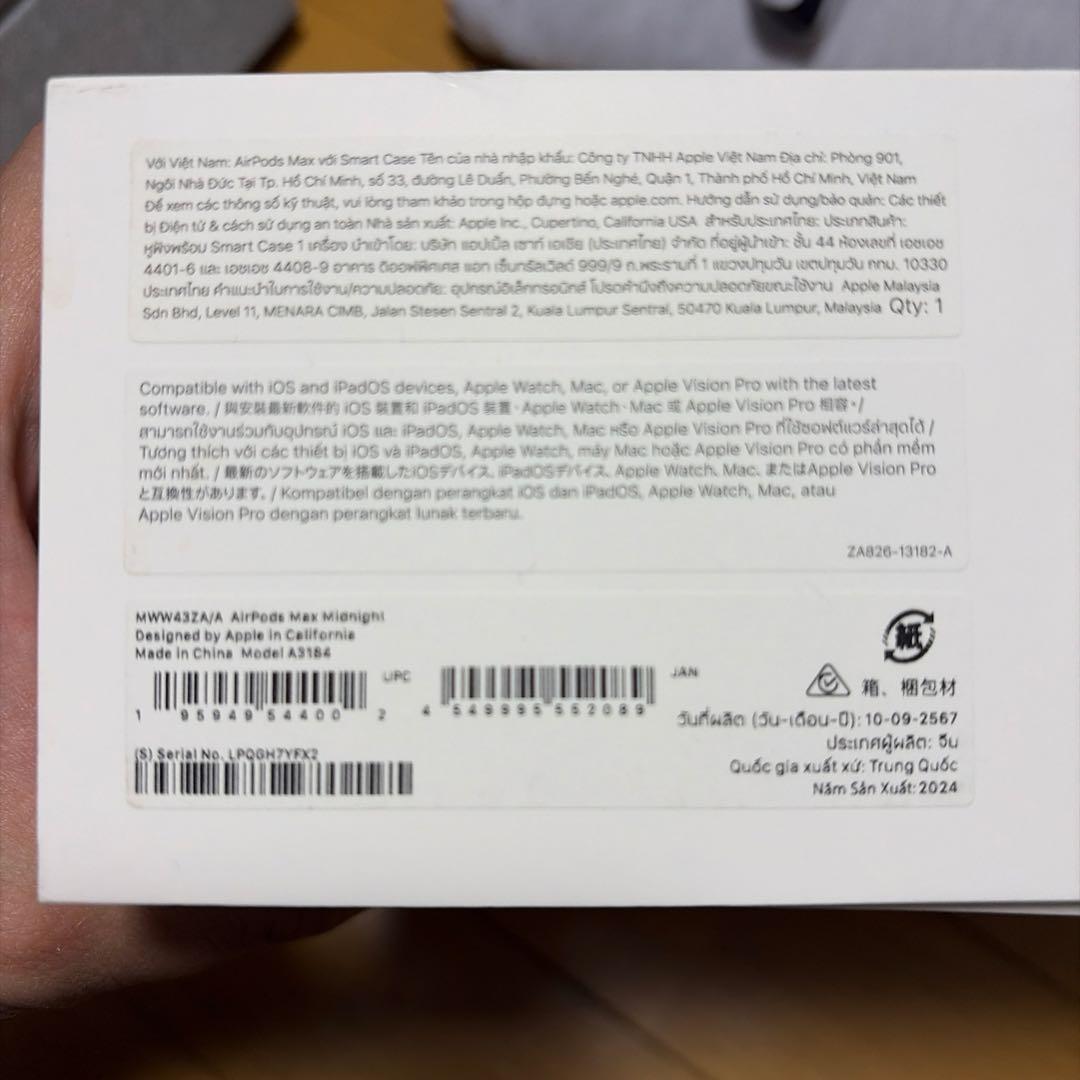 Với Việt Nam: AirPods Max với Smart Case Tên của nhà nhập khẩu: Công ty TNHH Apple Việt Nam Địa chỉ: Phòng 901,
Ngôi Nhà Đức Tại Tp. Hồ Chí Minh, số 33, đường Lê Duẩn, Phường Bến Nghé, Quận 1, Thành phố Hồ Chí Minh, Việt Nam
Để xem các thông số kỹ thuật, vui lòng tham khảo trong hộp đựng hoặc apple.com. Hướng dẫn sử dụng/bảo quản: Các thiết
bị Điện tử & cách sử dụng an toàn Nhà sản xuất: Apple Inc., Cupertino, California USA สำหรับประเทศไทย: ประเภทสินค้า:
หูฟังพร้อม Smart Case 1 เครื่อง นำเข้าโดย: บริษัท แอปเปิ้ล เซาท์ เอเชีย (ประเทศไทย) จำกัด ที่อยู่ผู้นำเข้า: ชั้น 44 ห้องเลขที่ เอชเอช
4401-6 และ เอชเอช 4408-9 อาคาร ดิออฟฟิศเศส แอท เซ็นทรัลเวิลด์ 999/9 ถ.พระรามที่ 1 แขวงปทุมวัน เขตปทุมวัน กทม. 10330
ประเทศไทย คำแนะนำในการใช้งาน/ความปลอดภัย: อุปกรณ์อิเล็กทรอนิกส์ โปรดคำนึงถึงความปลอดภัยขณะใช้งาน Apple Malaysia
Sdn Bhd, Level 11, MENARA CIMB, Jalan Stesen Sentral 2, Kuala Lumpur Sentral, 50470 Kuala Lumpur, Malaysia Qty: 1
Compatible with iOS and iPadOS devices, Apple Watch, Mac, or Apple Vision Pro with the latest
software. / 與安裝最新軟件的 iOS 裝置和 iPadOS 裝置、Apple Watch、Mac 或 Apple Vision Pro 相容。/
สามารถใช้งานร่วมกับอุปกรณ์ iOS และ iPadOS, Apple Watch, Mac หรือ Apple Vision Pro ที่ใช้ซอฟต์แวร์ล่าสุดได้ /
Tương thích với các thiết bị iOS và iPadOS, Apple Watch, máy Mac hoặc Apple Vision Pro có phần mềm
mới nhất. / 最新のソフトウェアを搭載したiOSデバイス、iPadOSデバイス、Apple Watch、Mac、またはApple Vision Pro
と互換性があります。/ Kompatibel dengan perangkat iOS dan iPadOS, Apple Watch, Mac, atau
Apple Vision Pro dengan perangkat lunak terbaru.
ZA826-13182-A
MWW43ZA/A AirPods Max Midnight
Designed by Apple in California
Made in China Model A3184
UPC
1 95949 54400 2
JAN
4 549995 552089
(S) Serial No. LPQGH7YFX2
紙
箱、梱包材
วันที่ผลิต (วัน-เดือน-ปี): 10-09-2567
ประเทศผู้ผลิต: จีน
Quốc gia xuất xứ: Trung Quốc
Năm Sản Xuất: 2024